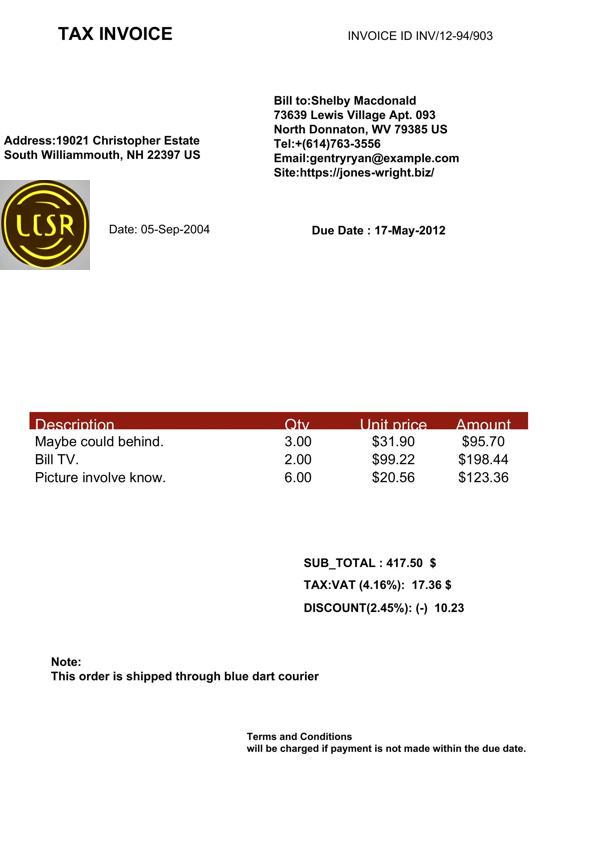 TAX INVOICE
INVOICE ID INV/12-94/903
Bill to:Shelby Macdonald
73639 Lewis Village Apt. 093
North Donnaton, WV 79385 US
Tel:+(614)763-3556
Email:gentryryan@example.com
Site:https://jones-wright.biz/
Address:19021 Christopher Estate
South Williammouth, NH 22397 US
Date: 05-Sep-2004
Due Date : 17-May-2012
Description Qty Unit price Amount
Maybe could behind. 3.00 $31.90 $95.70
Bill TV. 2.00 $99.22 $198.44
Picture involve know. 6.00 $20.56 $123.36
SUB_TOTAL : 417.50 $
TAX:VAT (4.16%): 17.36 $
DISCOUNT(2.45%): (-) 10.23
Note:
This order is shipped through blue dart courier
Terms and Conditions
will be charged if payment is not made within the due date.